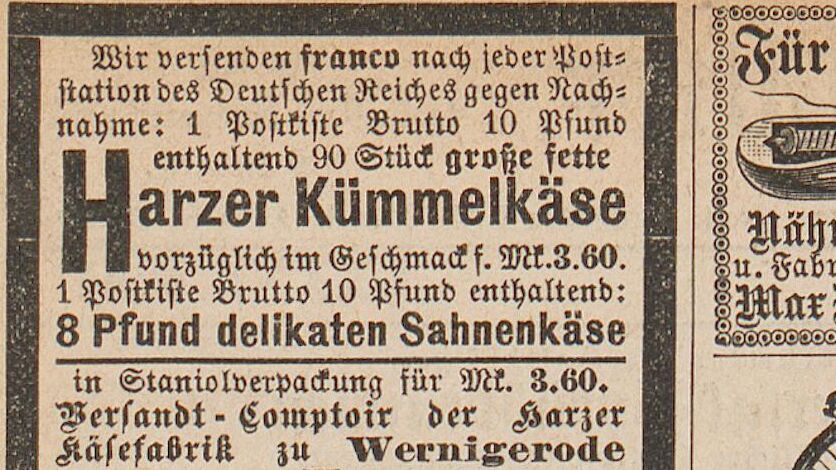 Wir versenden franco nach jeder Post-
station des Deutschen Reiches gegen Nach-
nahme: 1 Postkiste Brutto 10 Pfund
enthaltend 90 Stück große fette
Harzer Kümmelkäse
vorzüglich im Geschmack f. Mk. 3.60.
1 Postkiste Brutto 10 Pfund enthaltend:
8 Pfund delikaten Sahnenkäse
in Staniolverpackung für Mk. 3.60.
Versandt-Comptoir der Harzer
Käsefabrik zu Wernigerode
Für
Näh
u. Fabr
Max